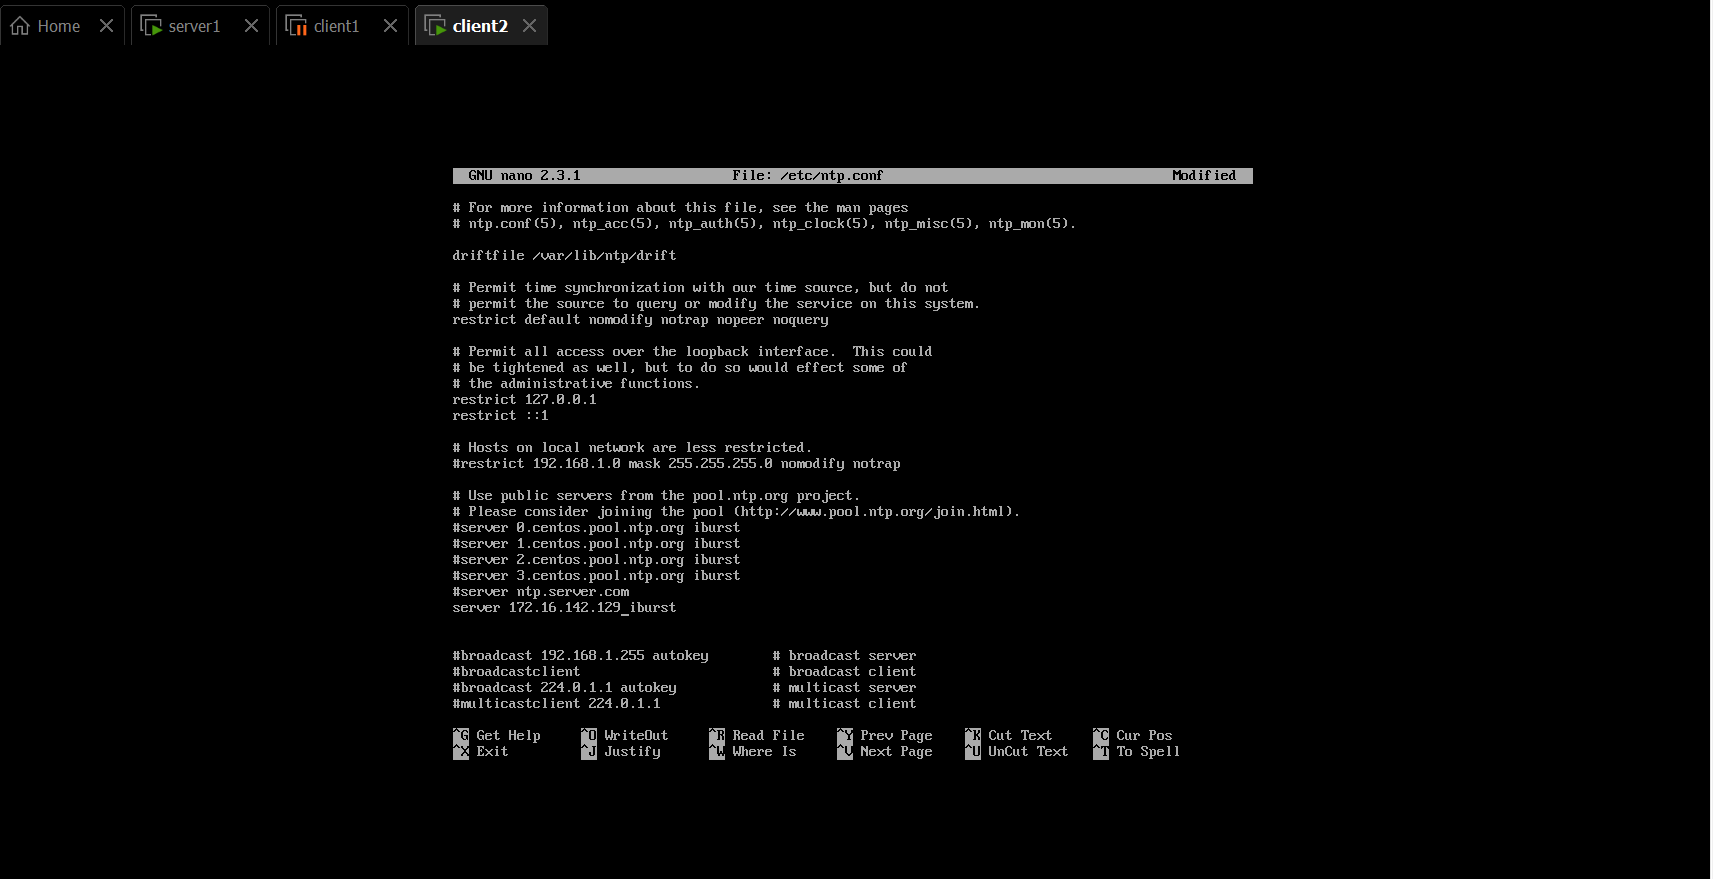 Home server1 client1 client2
GNU nano 2.3.1 File: /etc/ntp.conf Modified
# For more information about this file, see the man pages
# ntp.conf(5), ntp_acc(5), ntp_auth(5), ntp_clock(5), ntp_misc(5), ntp_mon(5).
driftfile /var/lib/ntp/drift
# Permit time synchronization with our time source, but do not
# permit the source to query or modify the service on this system.
restrict default nomodify notrap nopeer noquery
# Permit all access over the loopback interface.  This could
# be tightened as well, but to do so would effect some of
# the administrative functions.
restrict 127.0.0.1
restrict ::1
# Hosts on local network are less restricted.
#restrict 192.168.1.0 mask 255.255.255.0 nomodify notrap
# Use public servers from the pool.ntp.org project.
# Please consider joining the pool (http://www.pool.ntp.org/join.html).
#server 0.centos.pool.ntp.org iburst
#server 1.centos.pool.ntp.org iburst
#server 2.centos.pool.ntp.org iburst
#server 3.centos.pool.ntp.org iburst
#server ntp.server.com
server 172.16.142.129 iburst
#broadcast 192.168.1.255 autokey # broadcast server
#broadcastclient # broadcast client
#broadcast 224.0.1.1 autokey # multicast server
#multicastclient 224.0.1.1 # multicast client
^G Get Help ^O WriteOut ^R Read File ^Y Prev Page ^K Cut Text ^C Cur Pos
^X Exit ^J Justify ^W Where Is ^V Next Page ^U UnCut Text ^T To Spell